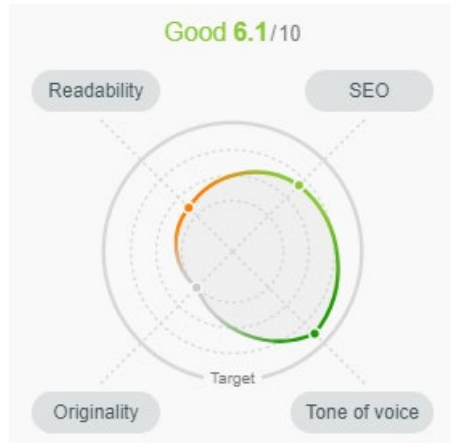 Good 6.1/10
Readability
SEO
Target
Originality
Tone of voice